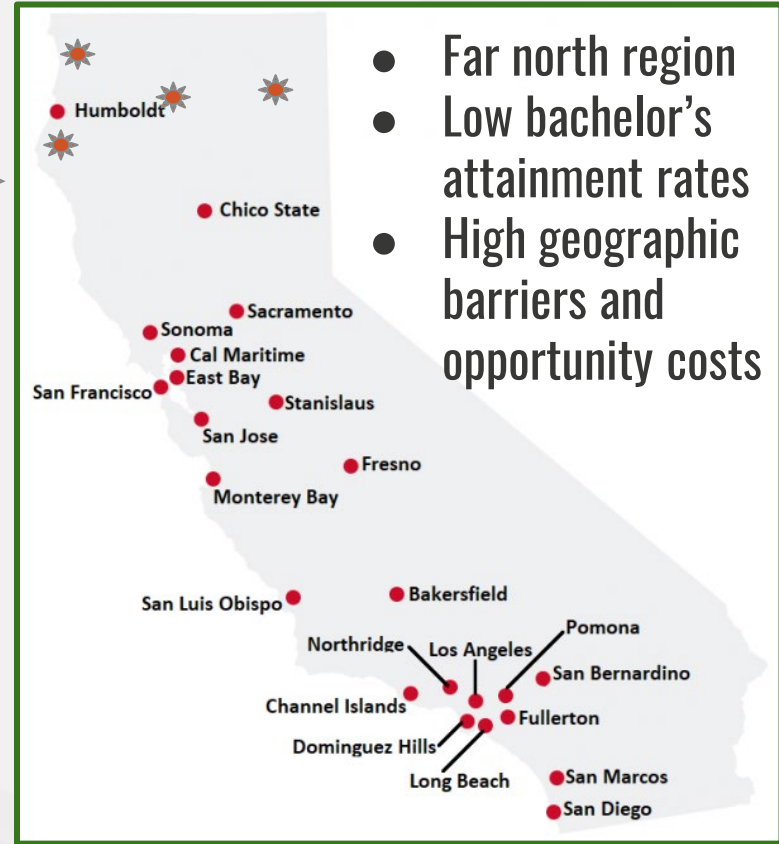 ● Far north region
● Low bachelor's
attainment rates
● High geographic
barriers and
opportunity costs
Humboldt
Chico State
Sacramento
Sonoma
Cal Maritime
East Bay
San Francisco
Stanislaus
San Jose
Fresno
Monterey Bay
San Luis Obispo
Bakersfield
Pomona
Northridge
Los Angeles
San Bernardino
Channel Islands
Fullerton
Dominguez Hills
Long Beach
San Marcos
San Diego